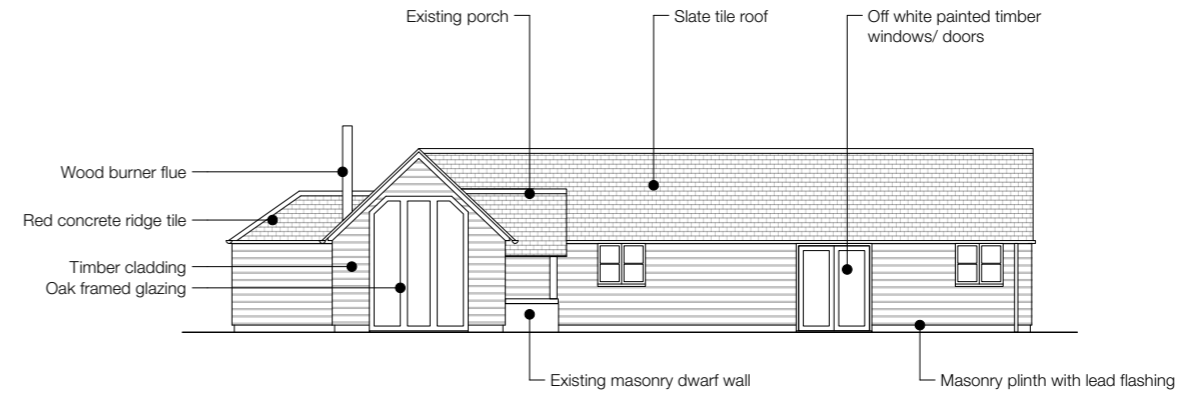 Existing porch
Slate tile roof
Off white painted timber
windows/ doors
Wood burner flue
Red concrete ridge tile
Timber cladding
Oak framed glazing
Existing masonry dwarf wall
Masonry plinth with lead flashing